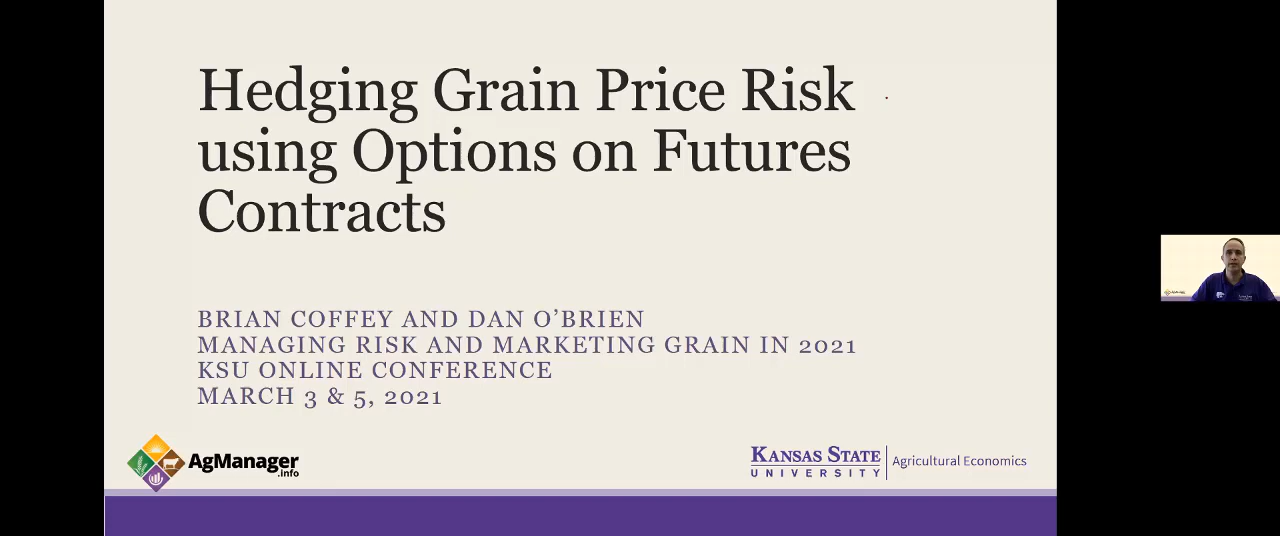 Hedging Grain Price Risk
using Options on Futures
Contracts
BRIAN COFFEY AND DAN O’BRIEN
MANAGING RISK AND MARKETING GRAIN IN 2021
KSU ONLINE CONFERENCE
MARCH 3 & 5, 2021
AgManager
.info
KANSAS STATE
UNIVERSITY
Agricultural Economics